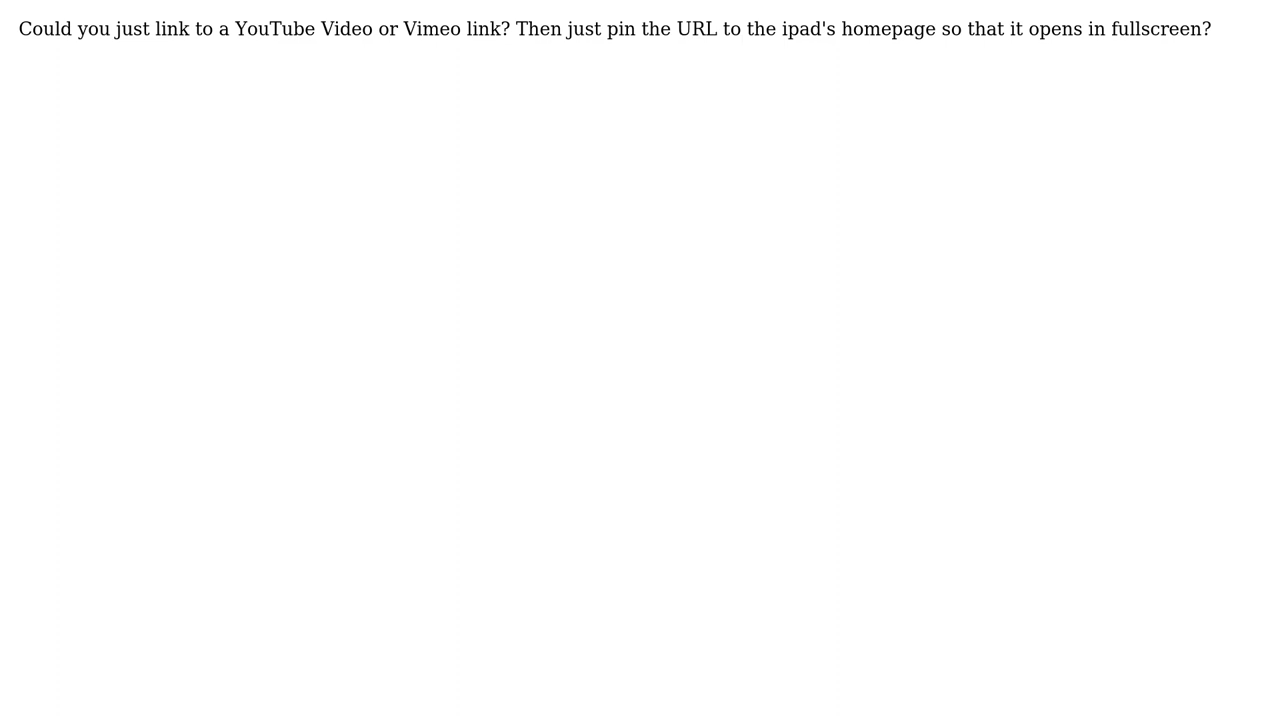 Could you just link to a YouTube Video or Vimeo link? Then just pin the URL to the ipad's homepage so that it opens in fullscreen?